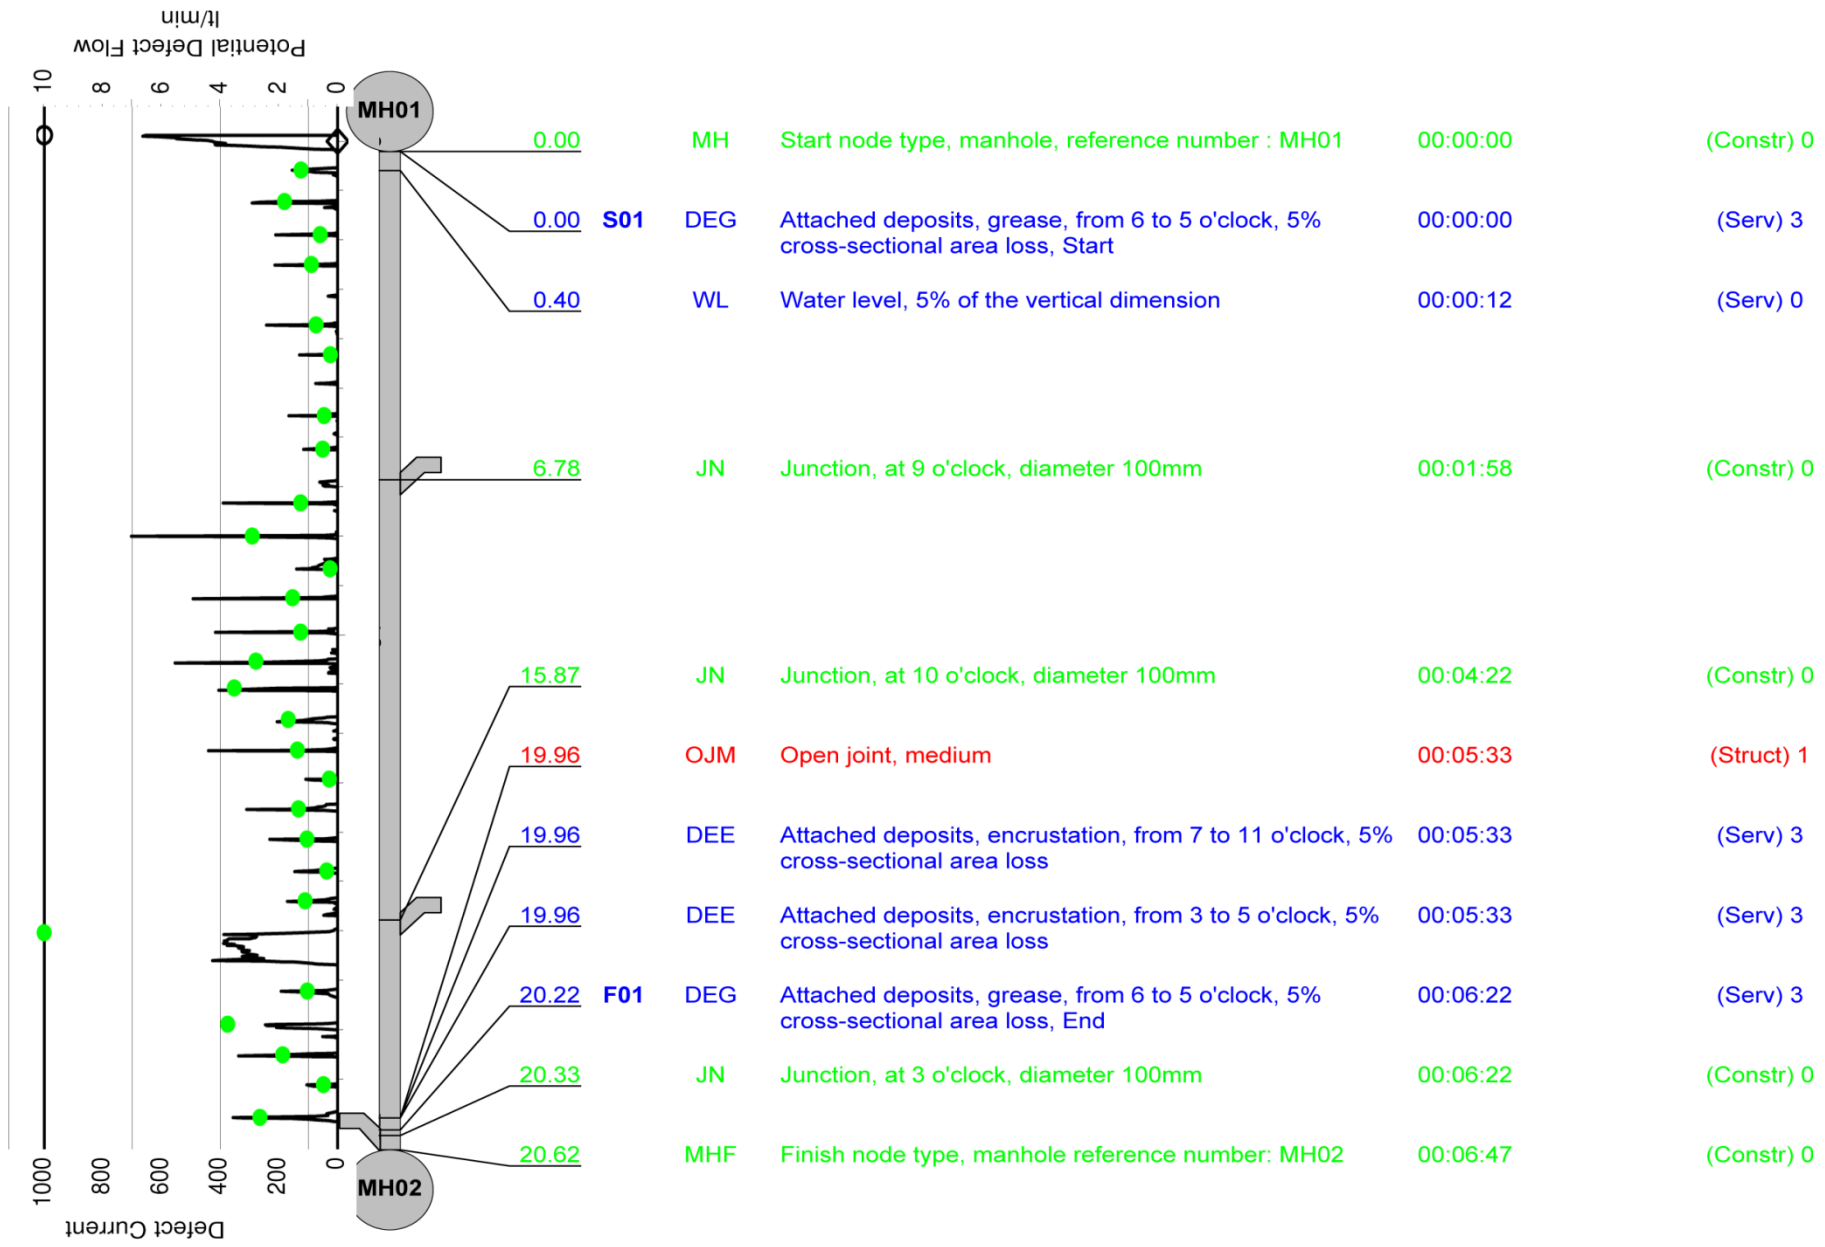 Potential Defect Flow
lt/min
10 8 6 4 2 0
MH01
0.00 MH Start node type, manhole, reference number : MH01 00:00:00 (Constr) 0
0.00 S01 DEG Attached deposits, grease, from 6 to 5 o'clock, 5% 00:00:00 (Serv) 3
cross-sectional area loss, Start
0.40 WL Water level, 5% of the vertical dimension 00:00:12 (Serv) 0
6.78 JN Junction, at 9 o'clock, diameter 100mm 00:01:58 (Constr) 0
15.87 JN Junction, at 10 o'clock, diameter 100mm 00:04:22 (Constr) 0
19.96 OJM Open joint, medium 00:05:33 (Struct) 1
19.96 DEE Attached deposits, encrustation, from 7 to 11 o'clock, 5% 00:05:33 (Serv) 3
cross-sectional area loss
19.96 DEE Attached deposits, encrustation, from 3 to 5 o'clock, 5% 00:05:33 (Serv) 3
cross-sectional area loss
20.22 F01 DEG Attached deposits, grease, from 6 to 5 o'clock, 5% 00:06:22 (Serv) 3
cross-sectional area loss, End
20.33 JN Junction, at 3 o'clock, diameter 100mm 00:06:22 (Constr) 0
20.62 MHF Finish node type, manhole reference number: MH02 00:06:47 (Constr) 0
1000 800 600 400 200 0
MH02
Defect Current